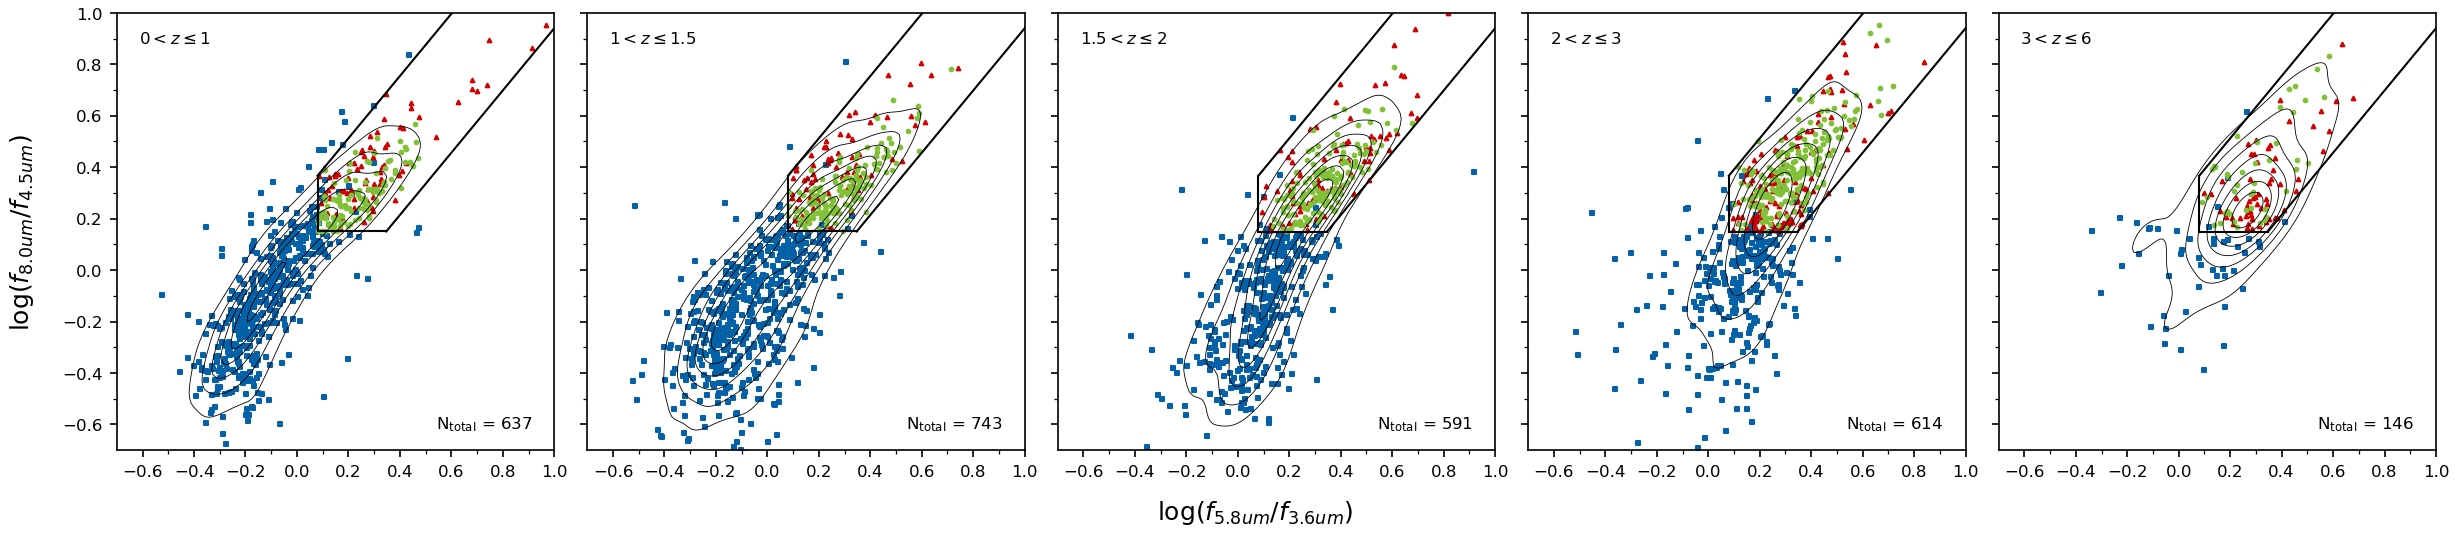 0 < z ≤ 1
1 < z ≤ 1.5
1.5 < z ≤ 2
2 < z ≤ 3
3 < z ≤ 6
1.0
0.8
0.6
0.4
0.2
0.0
−0.2
−0.4
−0.6
log(f8.0um/f4.5um)
Ntotal = 637
Ntotal = 743
Ntotal = 591
Ntotal = 614
Ntotal = 146
−0.6 −0.4 −0.2 0.0 0.2 0.4 0.6 0.8 1.0
−0.6 −0.4 −0.2 0.0 0.2 0.4 0.6 0.8 1.0
−0.6 −0.4 −0.2 0.0 0.2 0.4 0.6 0.8 1.0
−0.6 −0.4 −0.2 0.0 0.2 0.4 0.6 0.8 1.0
−0.6 −0.4 −0.2 0.0 0.2 0.4 0.6 0.8 1.0
log(f5.8um/f3.6um)